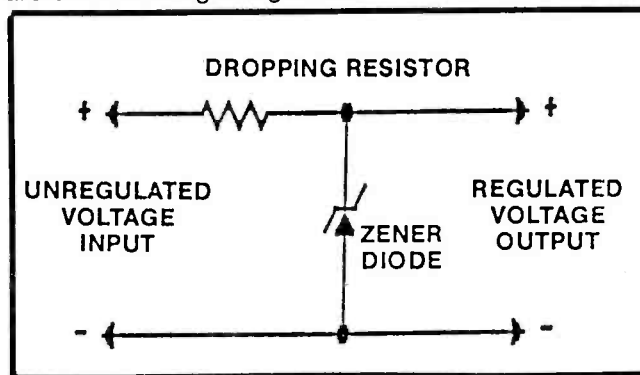 DROPPING RESISTOR
+ +
UNREGULATED
VOLTAGE
INPUT
ZENER
DIODE
REGULATED
VOLTAGE
OUTPUT
- -